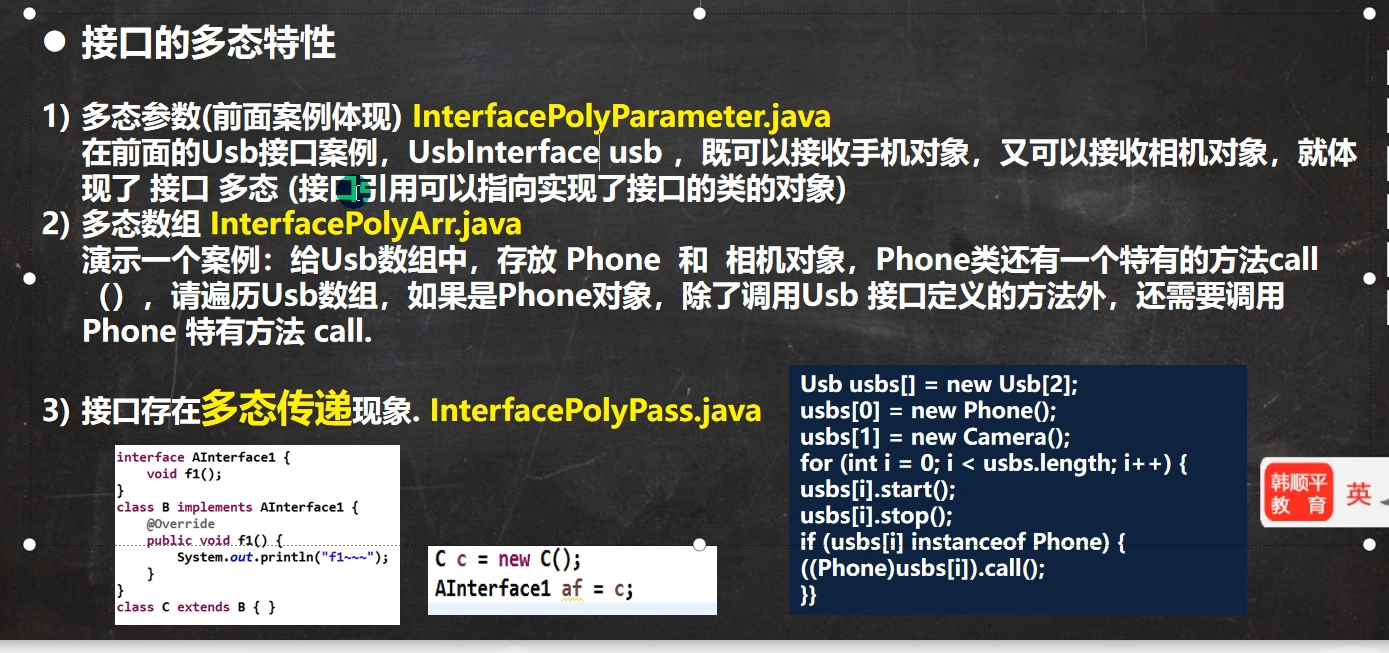 ● 接口的多态特性
1) 多态参数(前面案例体现) InterfacePolyParameter.java
在前面的Usb接口案例，UsbInterface usb ，既可以接收手机对象，又可以接收相机对象，就体
现了 接口 多态 (接口引用可以指向实现了接口的类的对象)
2) 多态数组 InterfacePolyArr.java
演示一个案例：给Usb数组中，存放 Phone 和 相机对象，Phone类还有一个特有的方法call
（），请遍历Usb数组，如果是Phone对象，除了调用Usb 接口定义的方法外，还需要调用
Phone 特有方法 call.
3) 接口存在多态传递现象. InterfacePolyPass.java
interface AInterface1 {
void f1();
}
class B implements AInterface1 {
@Override
public void f1() {
System.out.println("f1~~~");
}
}
class C extends B { }
C c = new C();
AInterface1 af = c;
Usb usbs[] = new Usb[2];
usbs[0] = new Phone();
usbs[1] = new Camera();
for (int i = 0; i < usbs.length; i++) {
usbs[i].start();
usbs[i].stop();
if (usbs[i] instanceof Phone) {
((Phone)usbs[i]).call();
}}
韩顺平
教 育
英